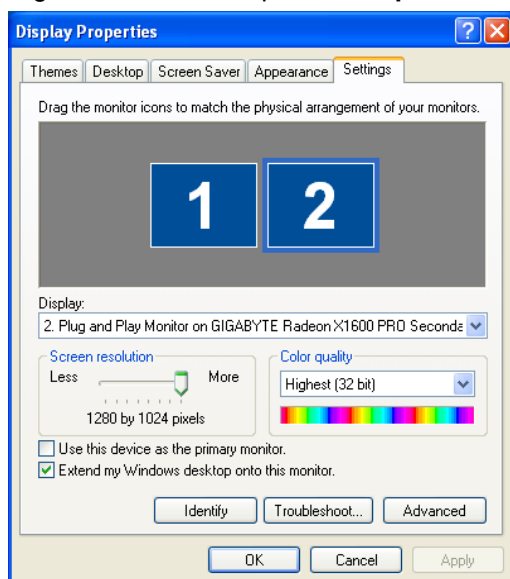 Display Properties
Themes Desktop Screen Saver Appearance Settings
Drag the monitor icons to match the physical arrangement of your monitors.
1 2
Display:
2. Plug and Play Monitor on GIGABYTE Radeon X1600 PRO Seconda
Screen resolution
Less More
1280 by 1024 pixels
Color quality
Highest (32 bit)
Use this device as the primary monitor.
Extend my Windows desktop onto this monitor.
Identify Troubleshoot... Advanced
OK Cancel Apply